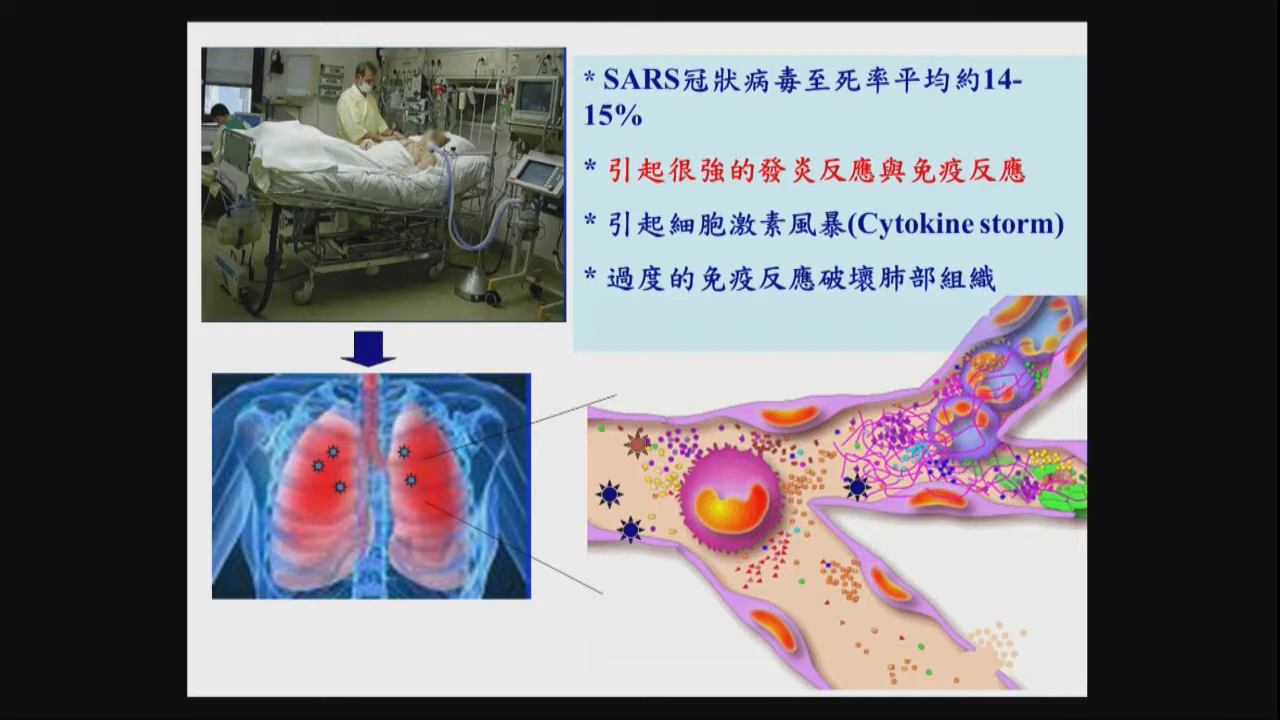 * SARS冠狀病毒至死率平均約14-
15%
* 引起很強的發炎反應與免疫反應
* 引起細胞激素風暴(Cytokine storm)
* 過度的免疫反應破壞肺部組織